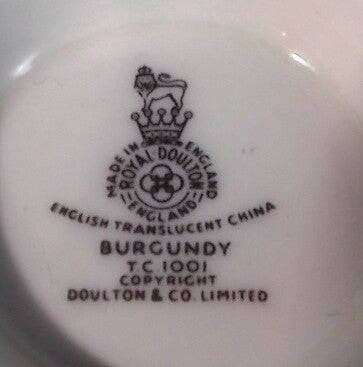 MADE IN ENGLAND
ROYAL DOULTON
ENGLAND
ENGLISH TRANSLUCENT CHINA
BURGUNDY
T.C 1001
COPYRIGHT
DOULTON & CO. LIMITED